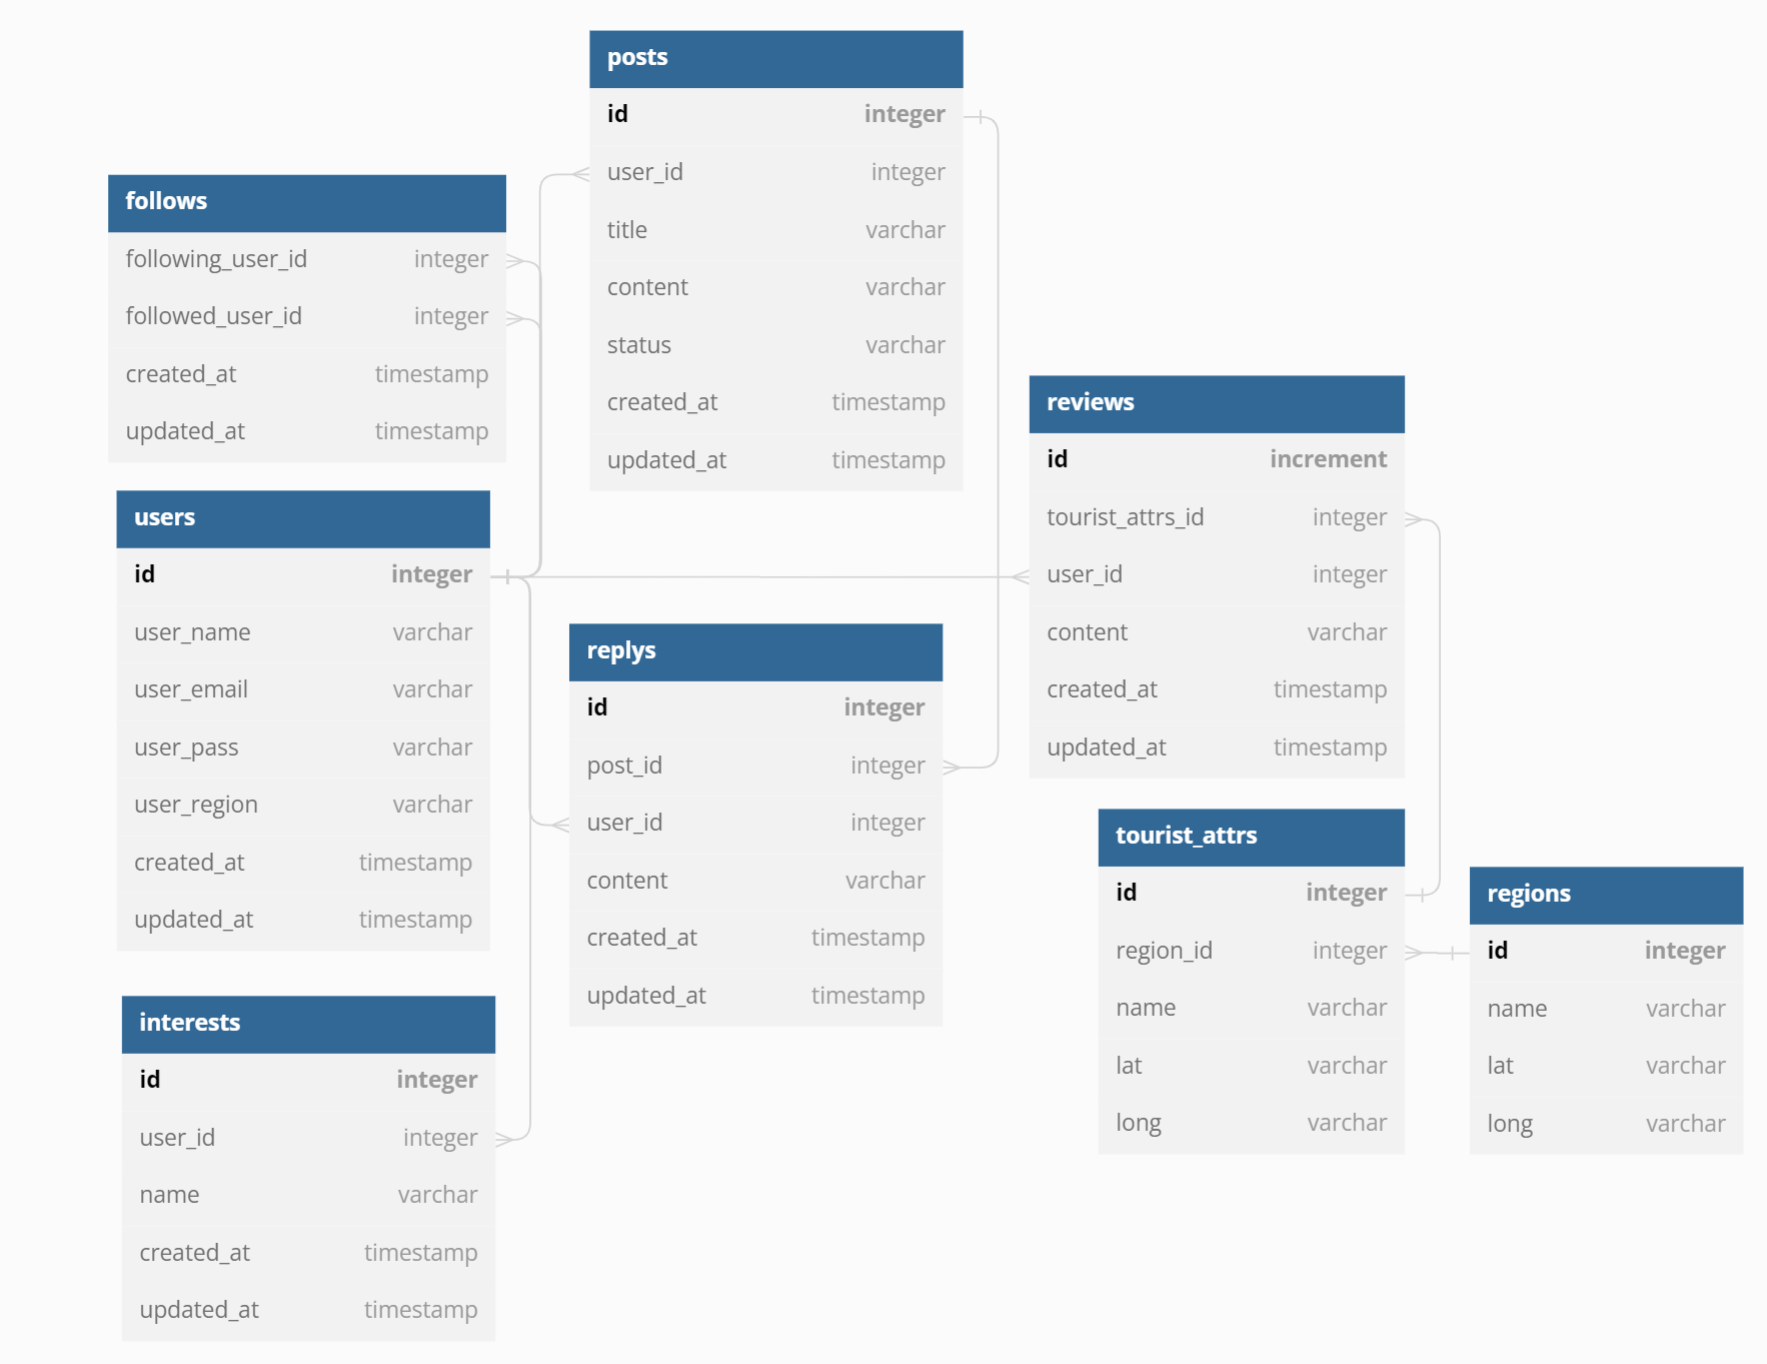 posts
id integer
user_id integer
title varchar
content varchar
status varchar
created_at timestamp
updated_at timestamp
follows
following_user_id integer
followed_user_id integer
created_at timestamp
updated_at timestamp
users
id integer
user_name varchar
user_email varchar
user_pass varchar
user_region varchar
created_at timestamp
updated_at timestamp
reviews
id increment
tourist_attrs_id integer
user_id integer
content varchar
created_at timestamp
updated_at timestamp
replys
id integer
post_id integer
user_id integer
content varchar
created_at timestamp
updated_at timestamp
tourist_attrs
id integer
region_id integer
name varchar
lat varchar
long varchar
regions
id integer
name varchar
lat varchar
long varchar
interests
id integer
user_id integer
name varchar
created_at timestamp
updated_at timestamp